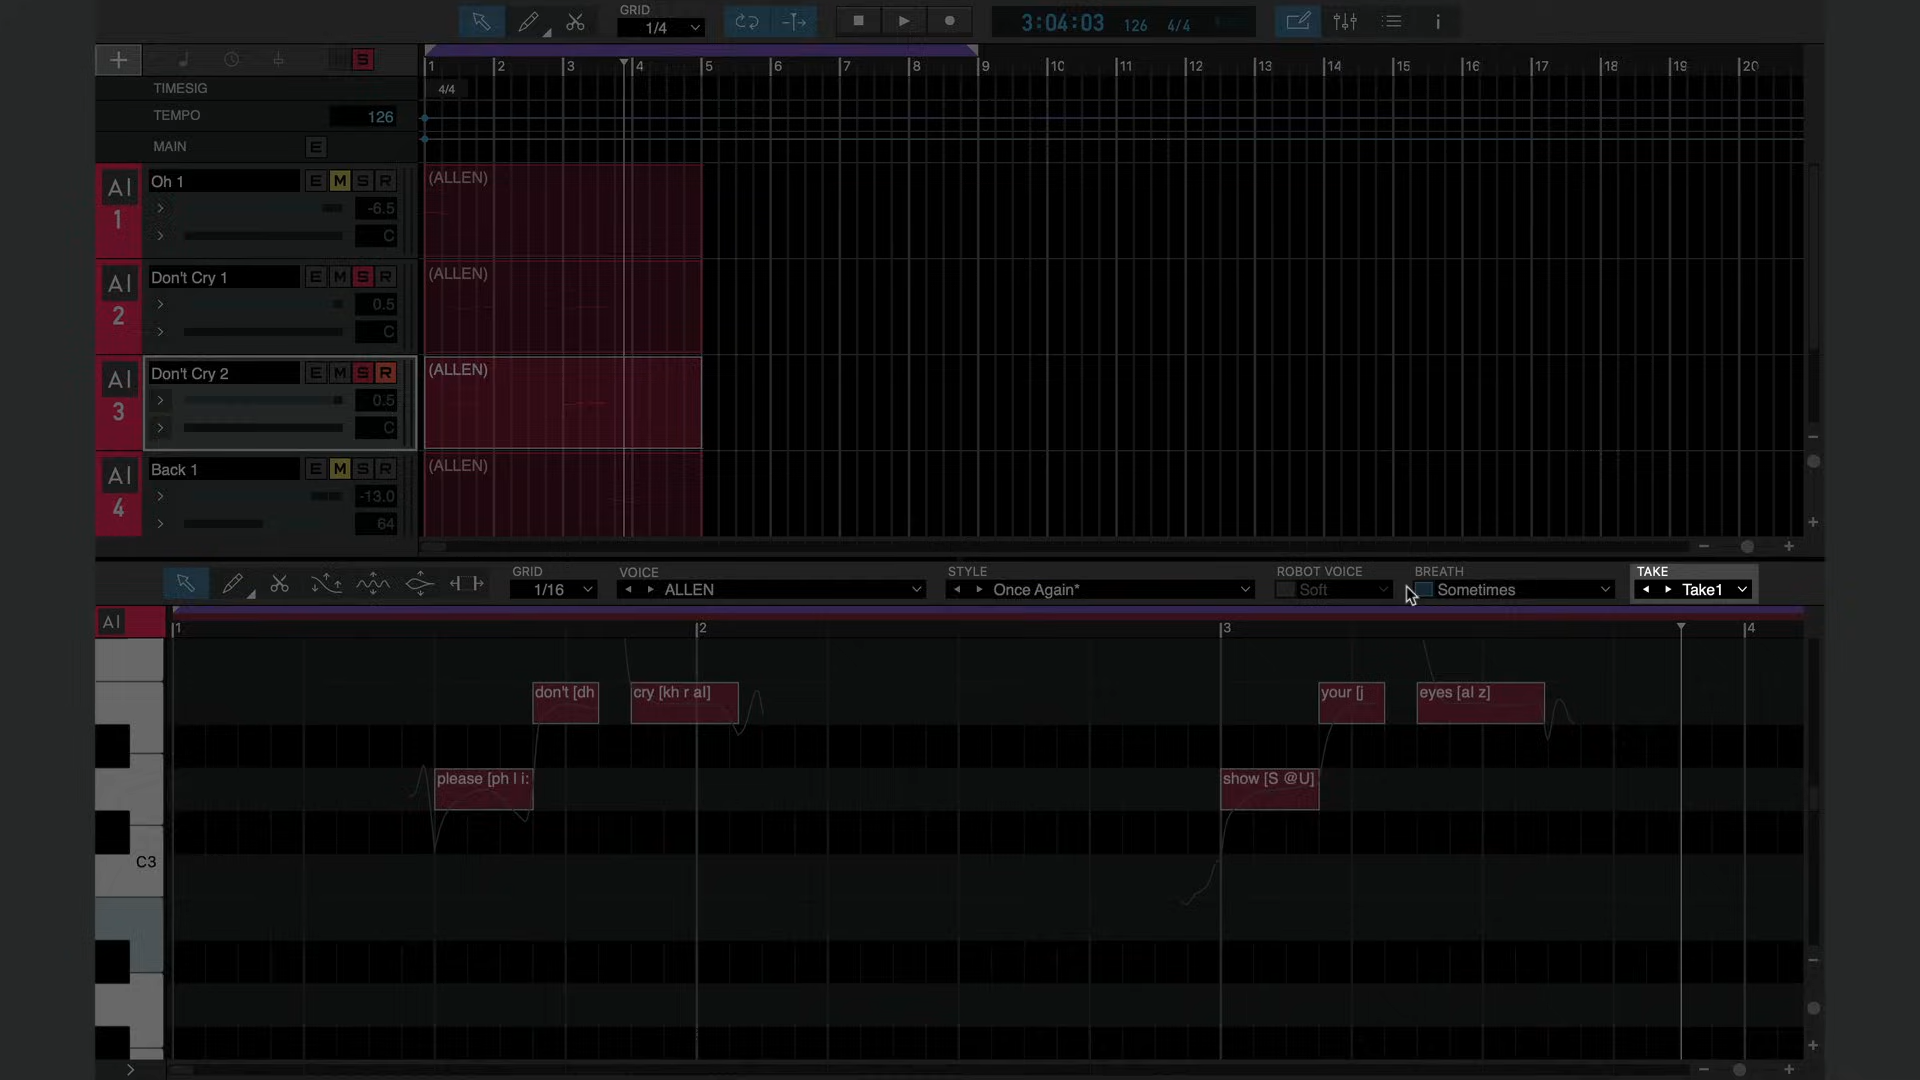 GRID
1/4
3:04:03 126 4/4
S
1 2 3 4 5 6 7 8 9 10 11 12 13 14 15 16 17 18 19 20
TIMESIG
4/4
TEMPO 126
MAIN E
AI 1 Oh 1 E M S R
-6.5
C
(ALLEN)
AI 2 Don't Cry 1 E M S R
0.5
C
(ALLEN)
AI 3 Don't Cry 2 E M S R
0.5
C
(ALLEN)
AI 4 Back 1 E M S R
-13.0
64
(ALLEN)
GRID VOICE STYLE ROBOT VOICE BREATH TAKE
1/16 ALLEN Once Again* Soft Sometimes Take1
AI
1 2 3 4
don't [dh cry [kh r aI] your [j eyes [aI z]
please [ph l i: show [S @U]
C3